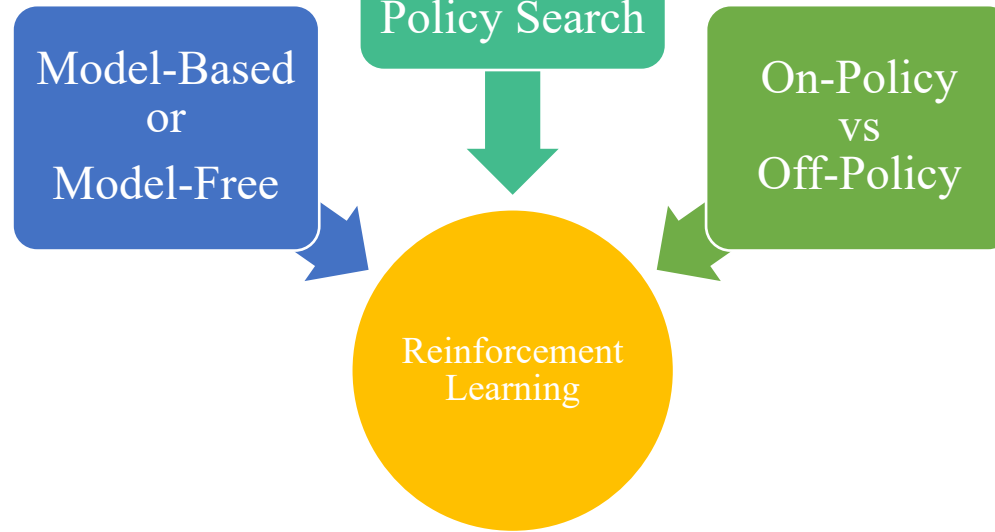 Model-Based
or
Model-Free
Policy Search
On-Policy
vs
Off-Policy
Reinforcement
Learning